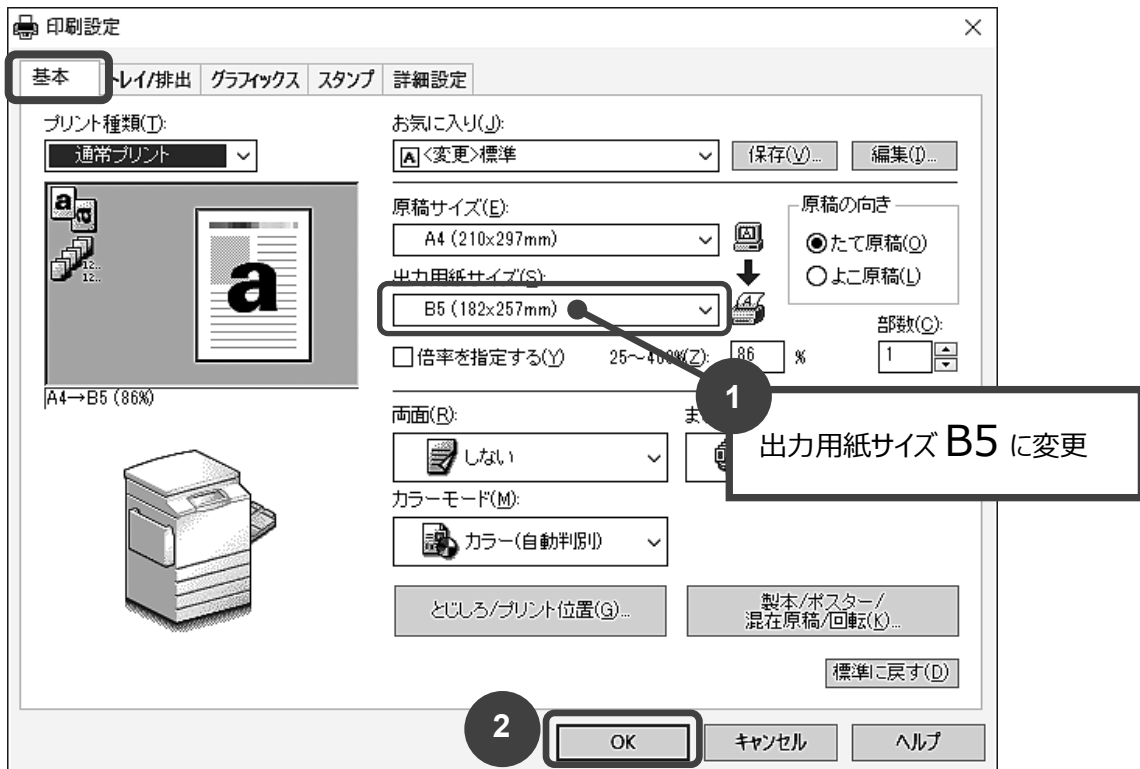 印刷設定
基本 トレイ/排出 グラフィックス スタンプ 詳細設定
プリント種類(T):
通常プリント
a a
12..
12..
a
A4→B5 (86%)
お気に入り(J):
A <変更>標準
保存(V)... 編集(I)...
原稿サイズ(E):
A4 (210x297mm)
原稿の向き
たて原稿(O)
よこ原稿(L)
出力用紙サイズ(S):
B5 (182x257mm)
部数(C):
1
倍率を指定する(Y) 25～400%(Z): 86 %
1
出力用紙サイズ B5 に変更
両面(R):
しない
ま
カラーモード(M):
カラー(自動判別)
とじしろ/プリント位置(G)...
製本/ポスター/
混在原稿/回転(K)...
標準に戻す(D)
2
OK キャンセル ヘルプ